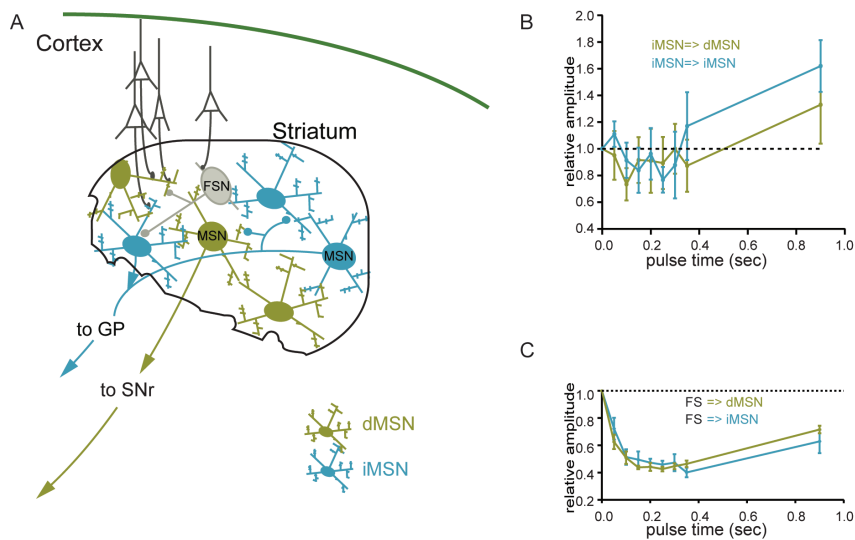 A
Cortex
Striatum
FSN
MSN
MSN
to GP
to SNr
dMSN
iMSN
B
iMSN=> dMSN
iMSN=> iMSN
relative amplitude
2.0
1.8
1.6
1.4
1.2
1.0
0.8
0.6
0.4
0.0 0.2 0.4 0.6 0.8 1.0
pulse time (sec)
C
FS => dMSN
FS => iMSN
relative amplitude
1.0
0.8
0.6
0.4
0.2
0.0 0.2 0.4 0.6 0.8 1.0
pulse time (sec)